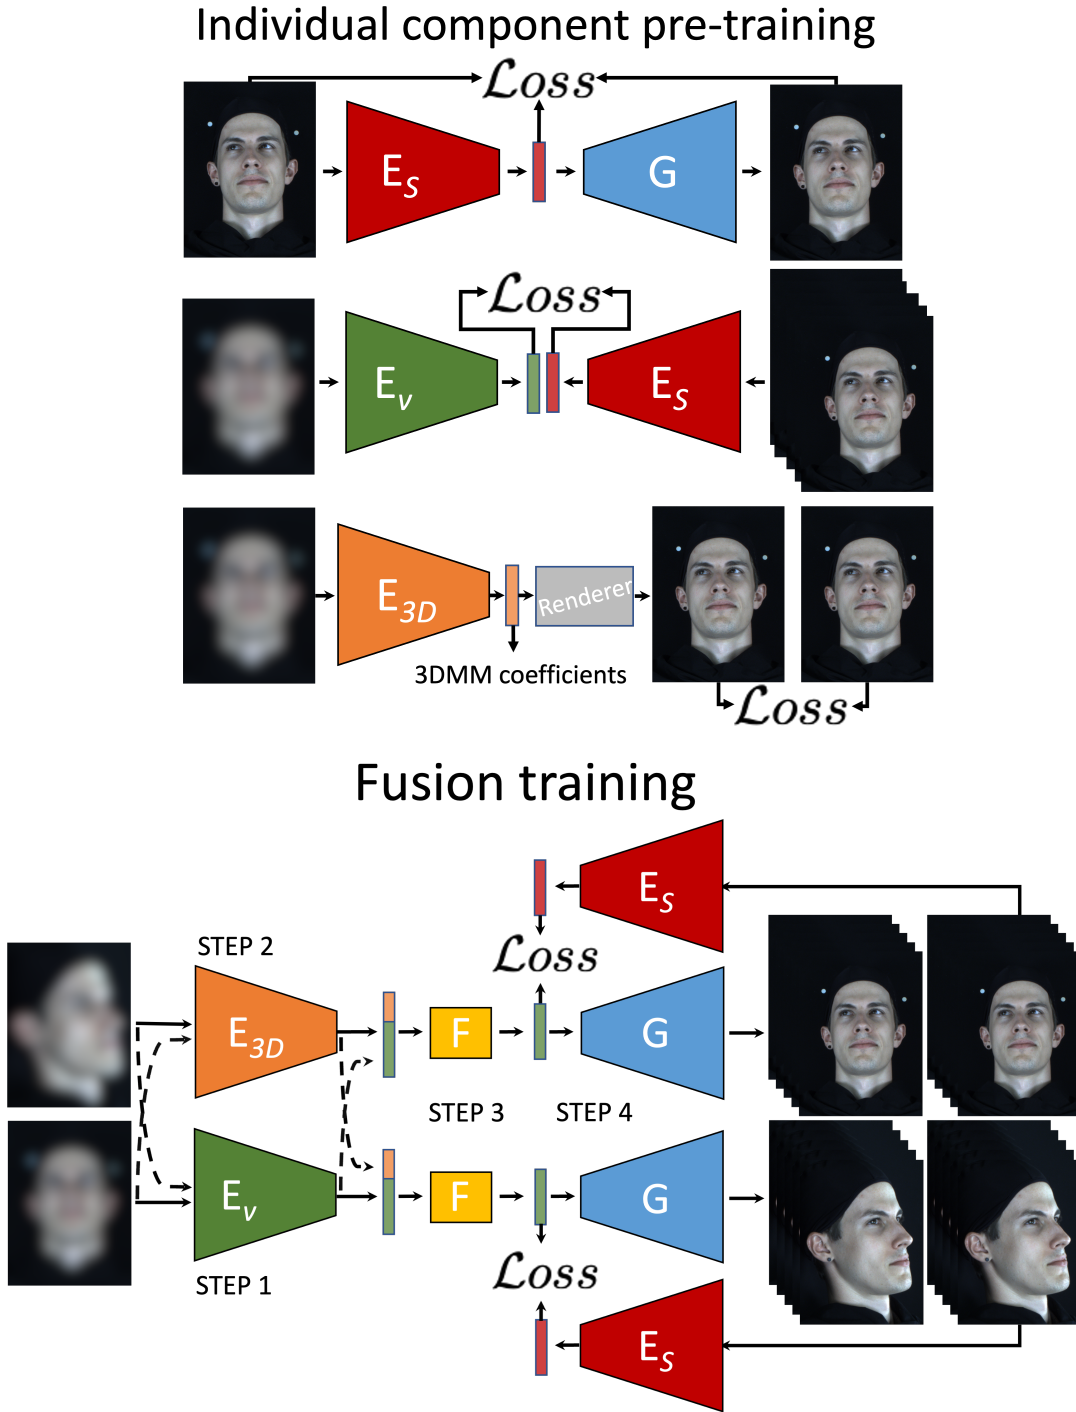 Individual component pre-training
Loss
E_S
G
Loss
E_v
E_S
E_3D
Renderer
3DMM coefficients
Loss
Fusion training
E_S
STEP 2
Loss
E_3D
F
G
STEP 3
STEP 4
E_v
F
G
STEP 1
Loss
E_S